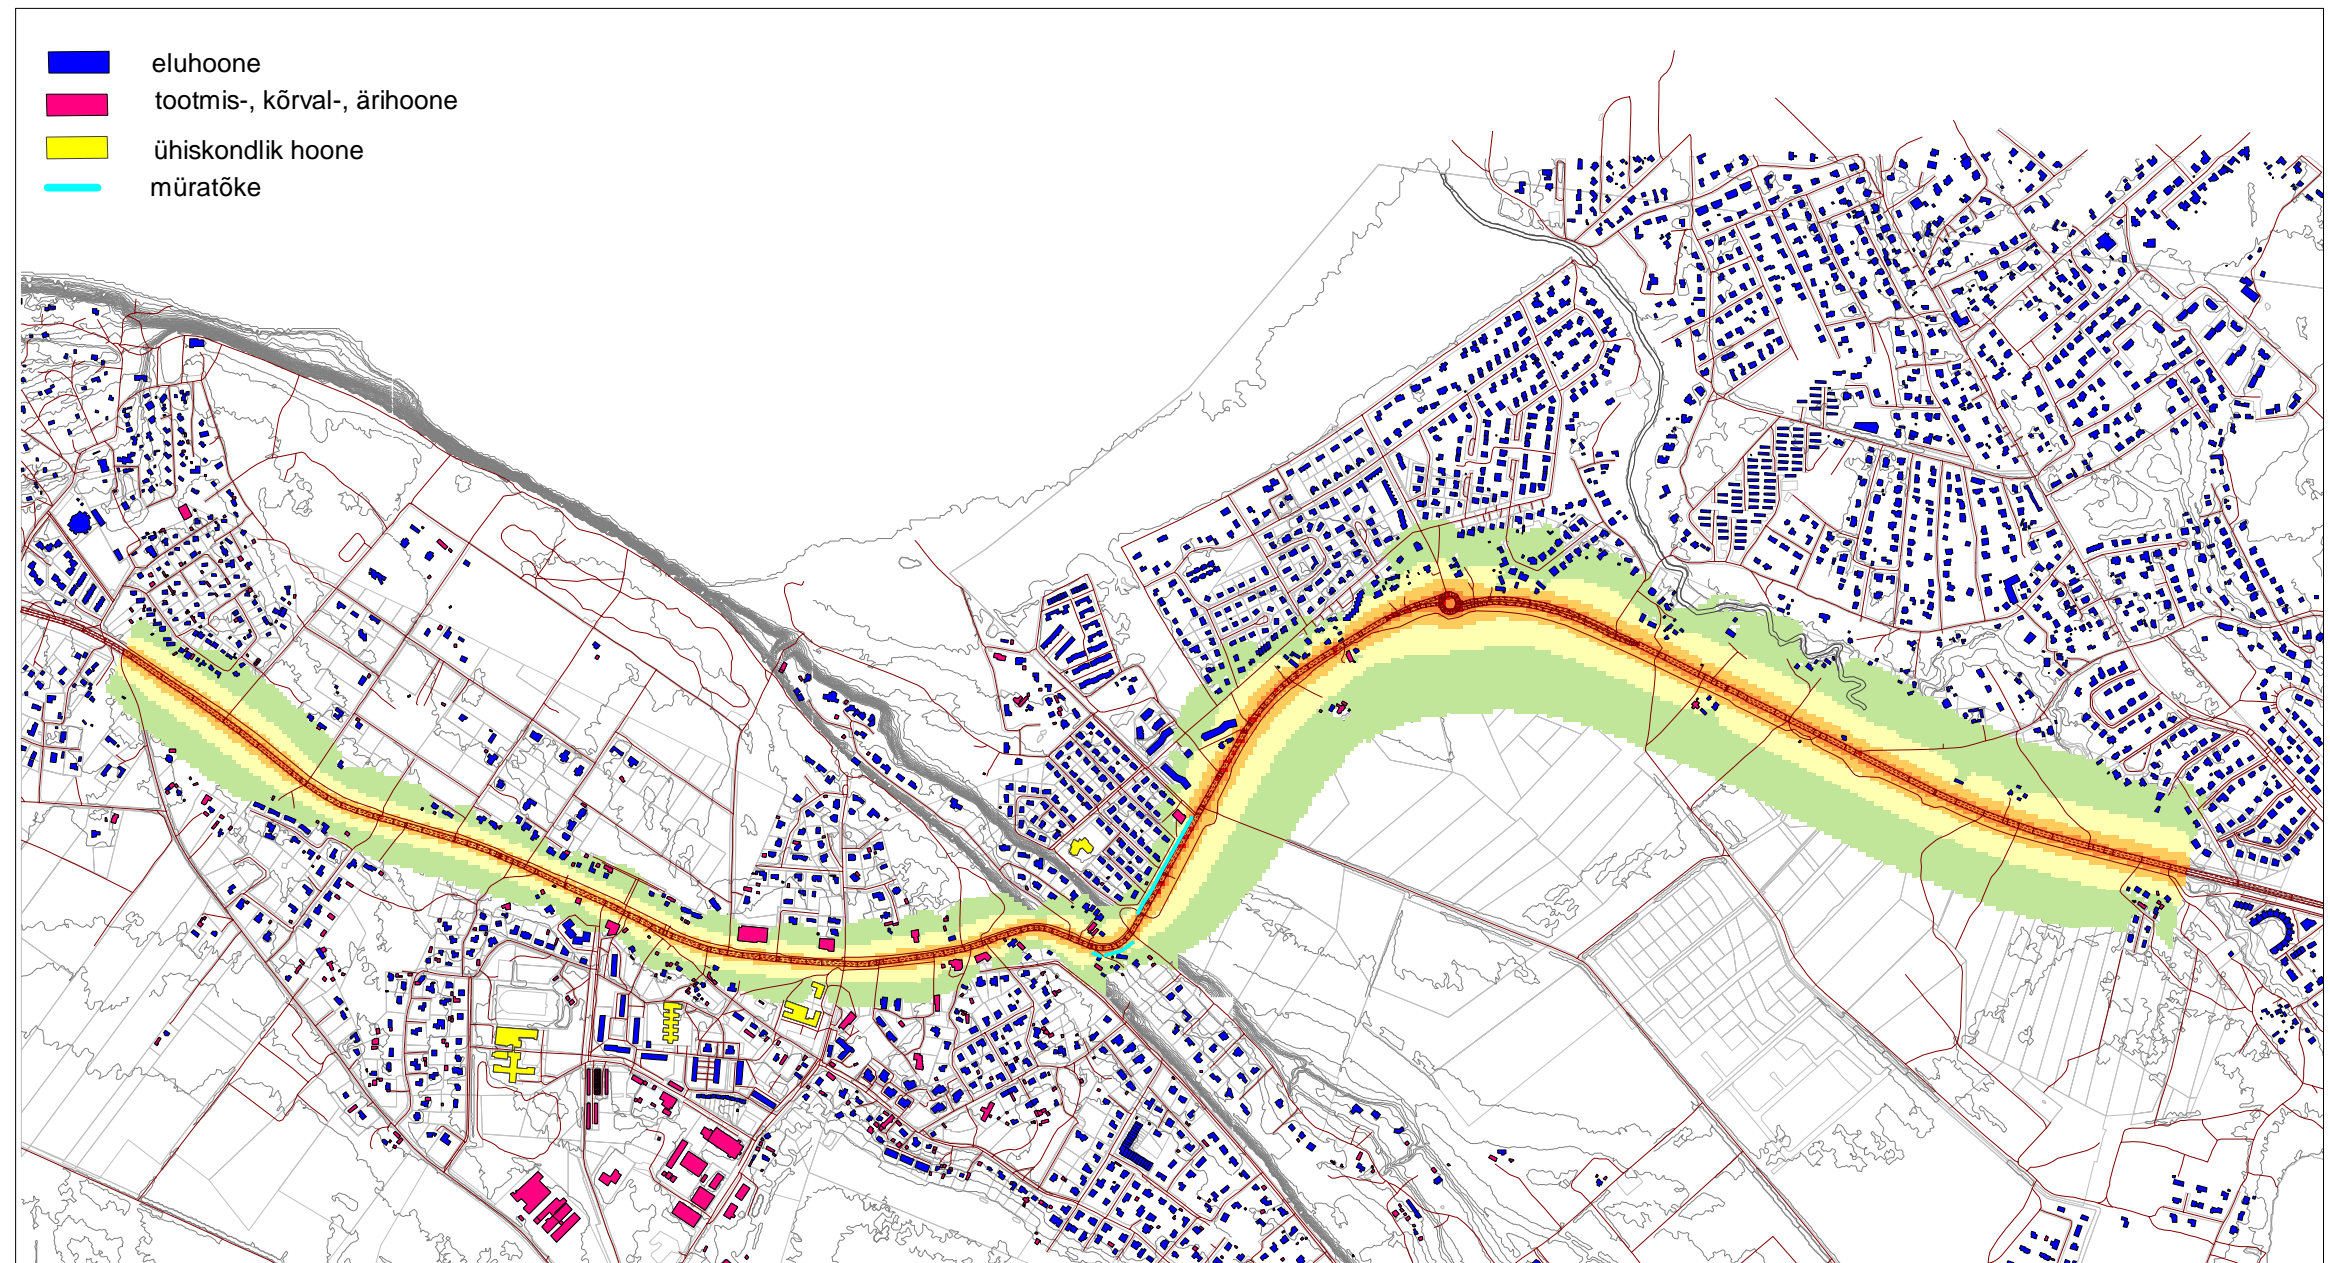 eluhoone
tootmis-, kõrval-, ärihoone
ühiskondlik hoone
müratõke